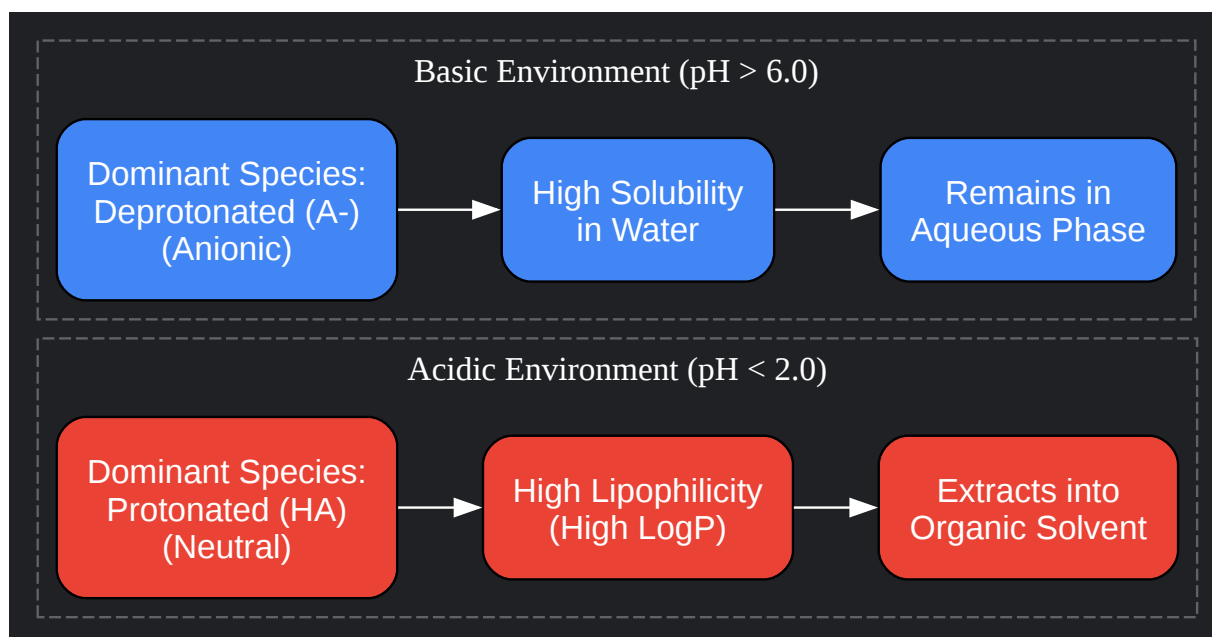 Basic Environment (pH > 6.0)
Dominant Species:
Deprotonated (A-)
(Anionic)
High Solubility
in Water
Remains in
Aqueous Phase
Acidic Environment (pH < 2.0)
Dominant Species:
Protonated (HA)
(Neutral)
High Lipophilicity
(High LogP)
Extracts into
Organic Solvent